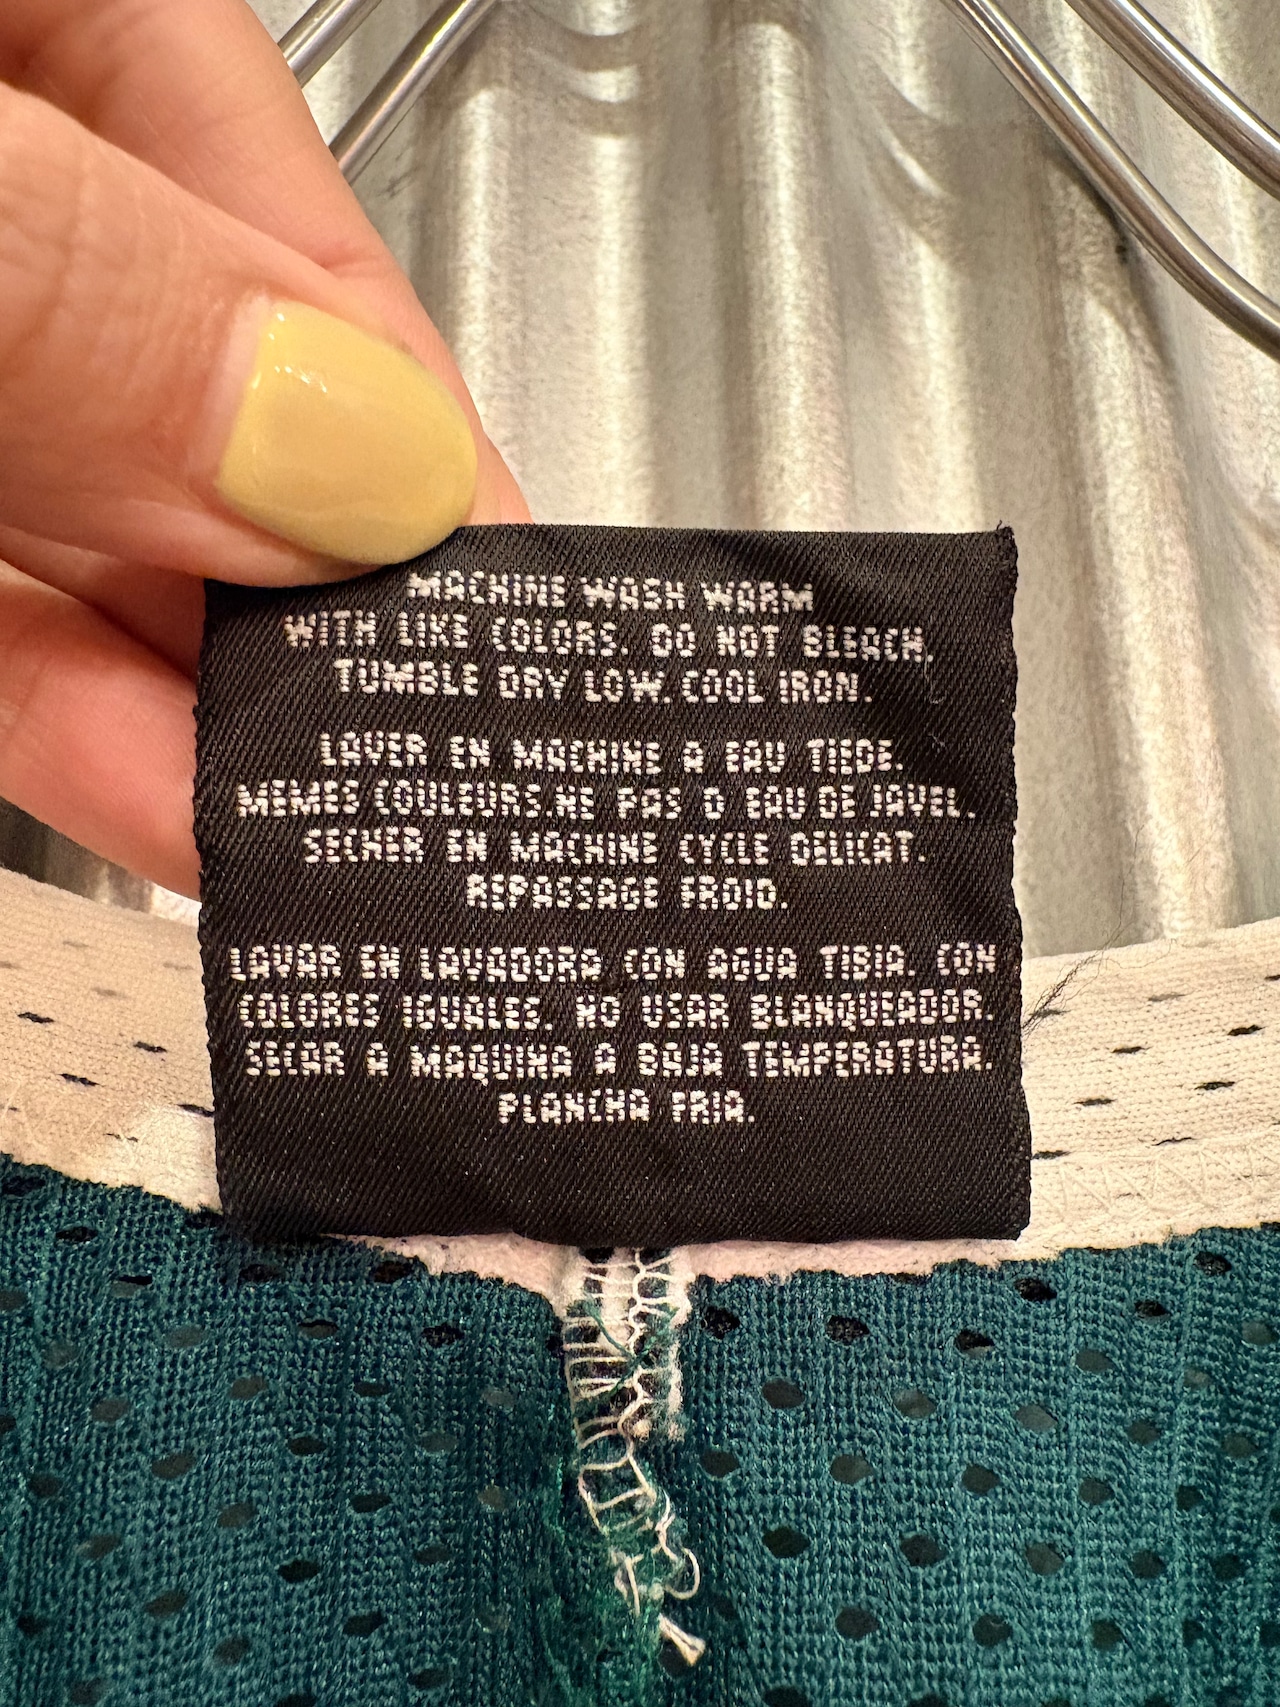 MACHINE WASH WARM
WITH LIKE COLORS. DO NOT BLEACH,
TUMBLE DRY LOW. COOL IRON.
LAVER EN MACHINE A EAU TIEDE.
MEMES COULEURS.NE PAS D EAU DE JAVEL.
SECHER EN MACHINE CYCLE DELICAT.
REPASSAGE FROID.
LAVAR EN LAVADORA CON AGUA TIBIA. CON
COLORES IGUALES. NO USAR BLANQUEADOR.
SECAR A MAQUINA A BAJA TEMPERATURA.
PLANCHA FRIA.